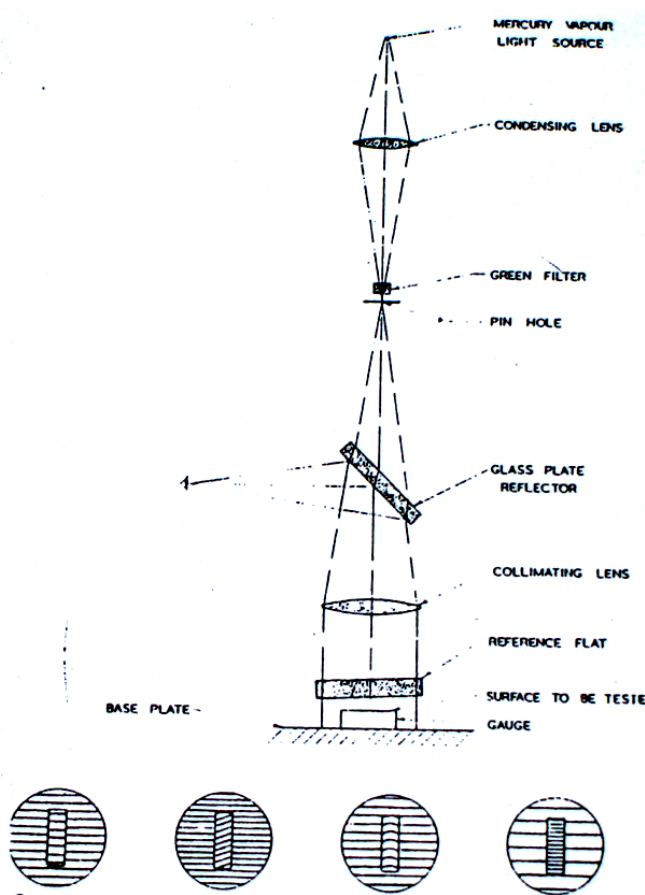 MERCURY VAPOUR
LIGHT SOURCE
CONDENSING LENS
GREEN FILTER
PIN HOLE
GLASS PLATE
REFLECTOR
COLLIMATING LENS
REFERENCE FLAT
SURFACE TO BE TESTE
BASE PLATE
GAUGE